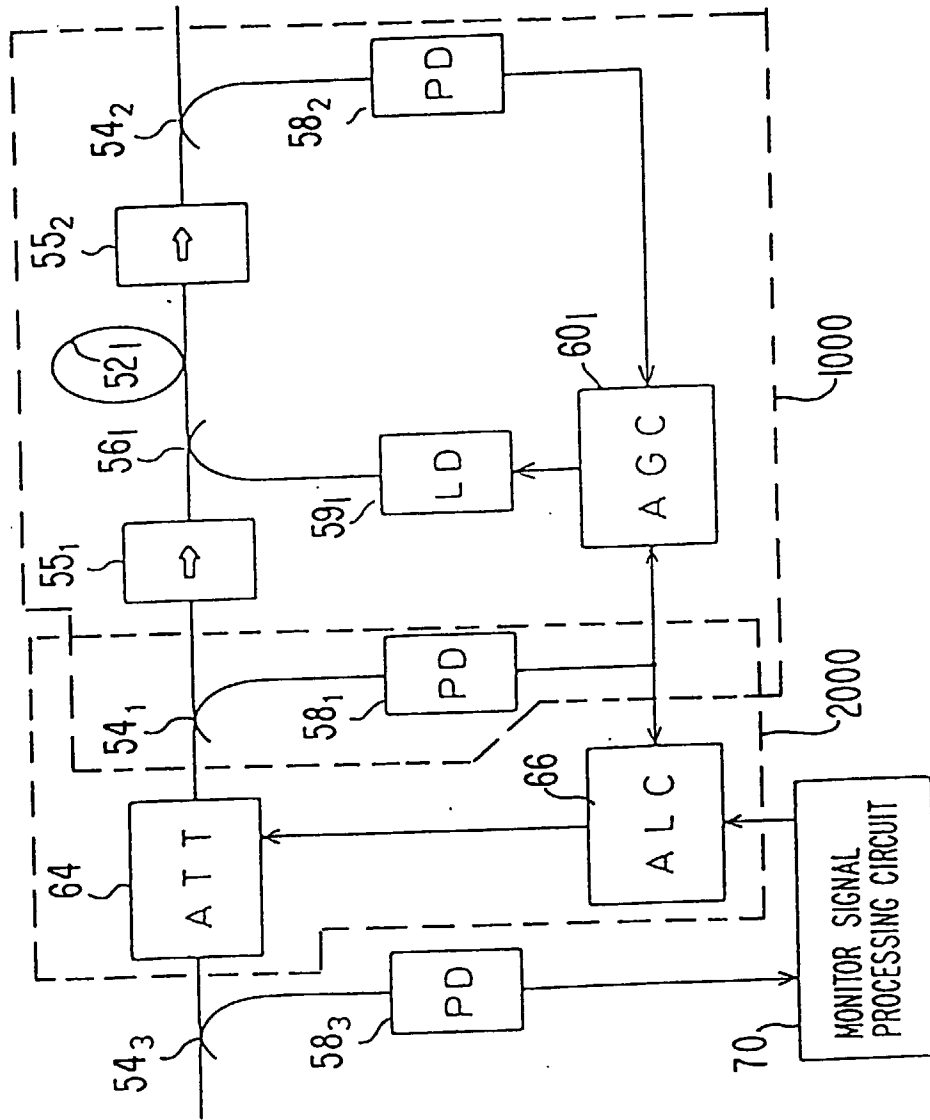 54₃
64
ATT
54₁
55₁
56₁
52₁
55₂
54₂
PD
58₃
PD
58₁
LD
59₁
PD
58₂
66
ALC
AGC
60₁
70
MONITOR SIGNAL
PROCESSING CIRCUIT
2000
1000